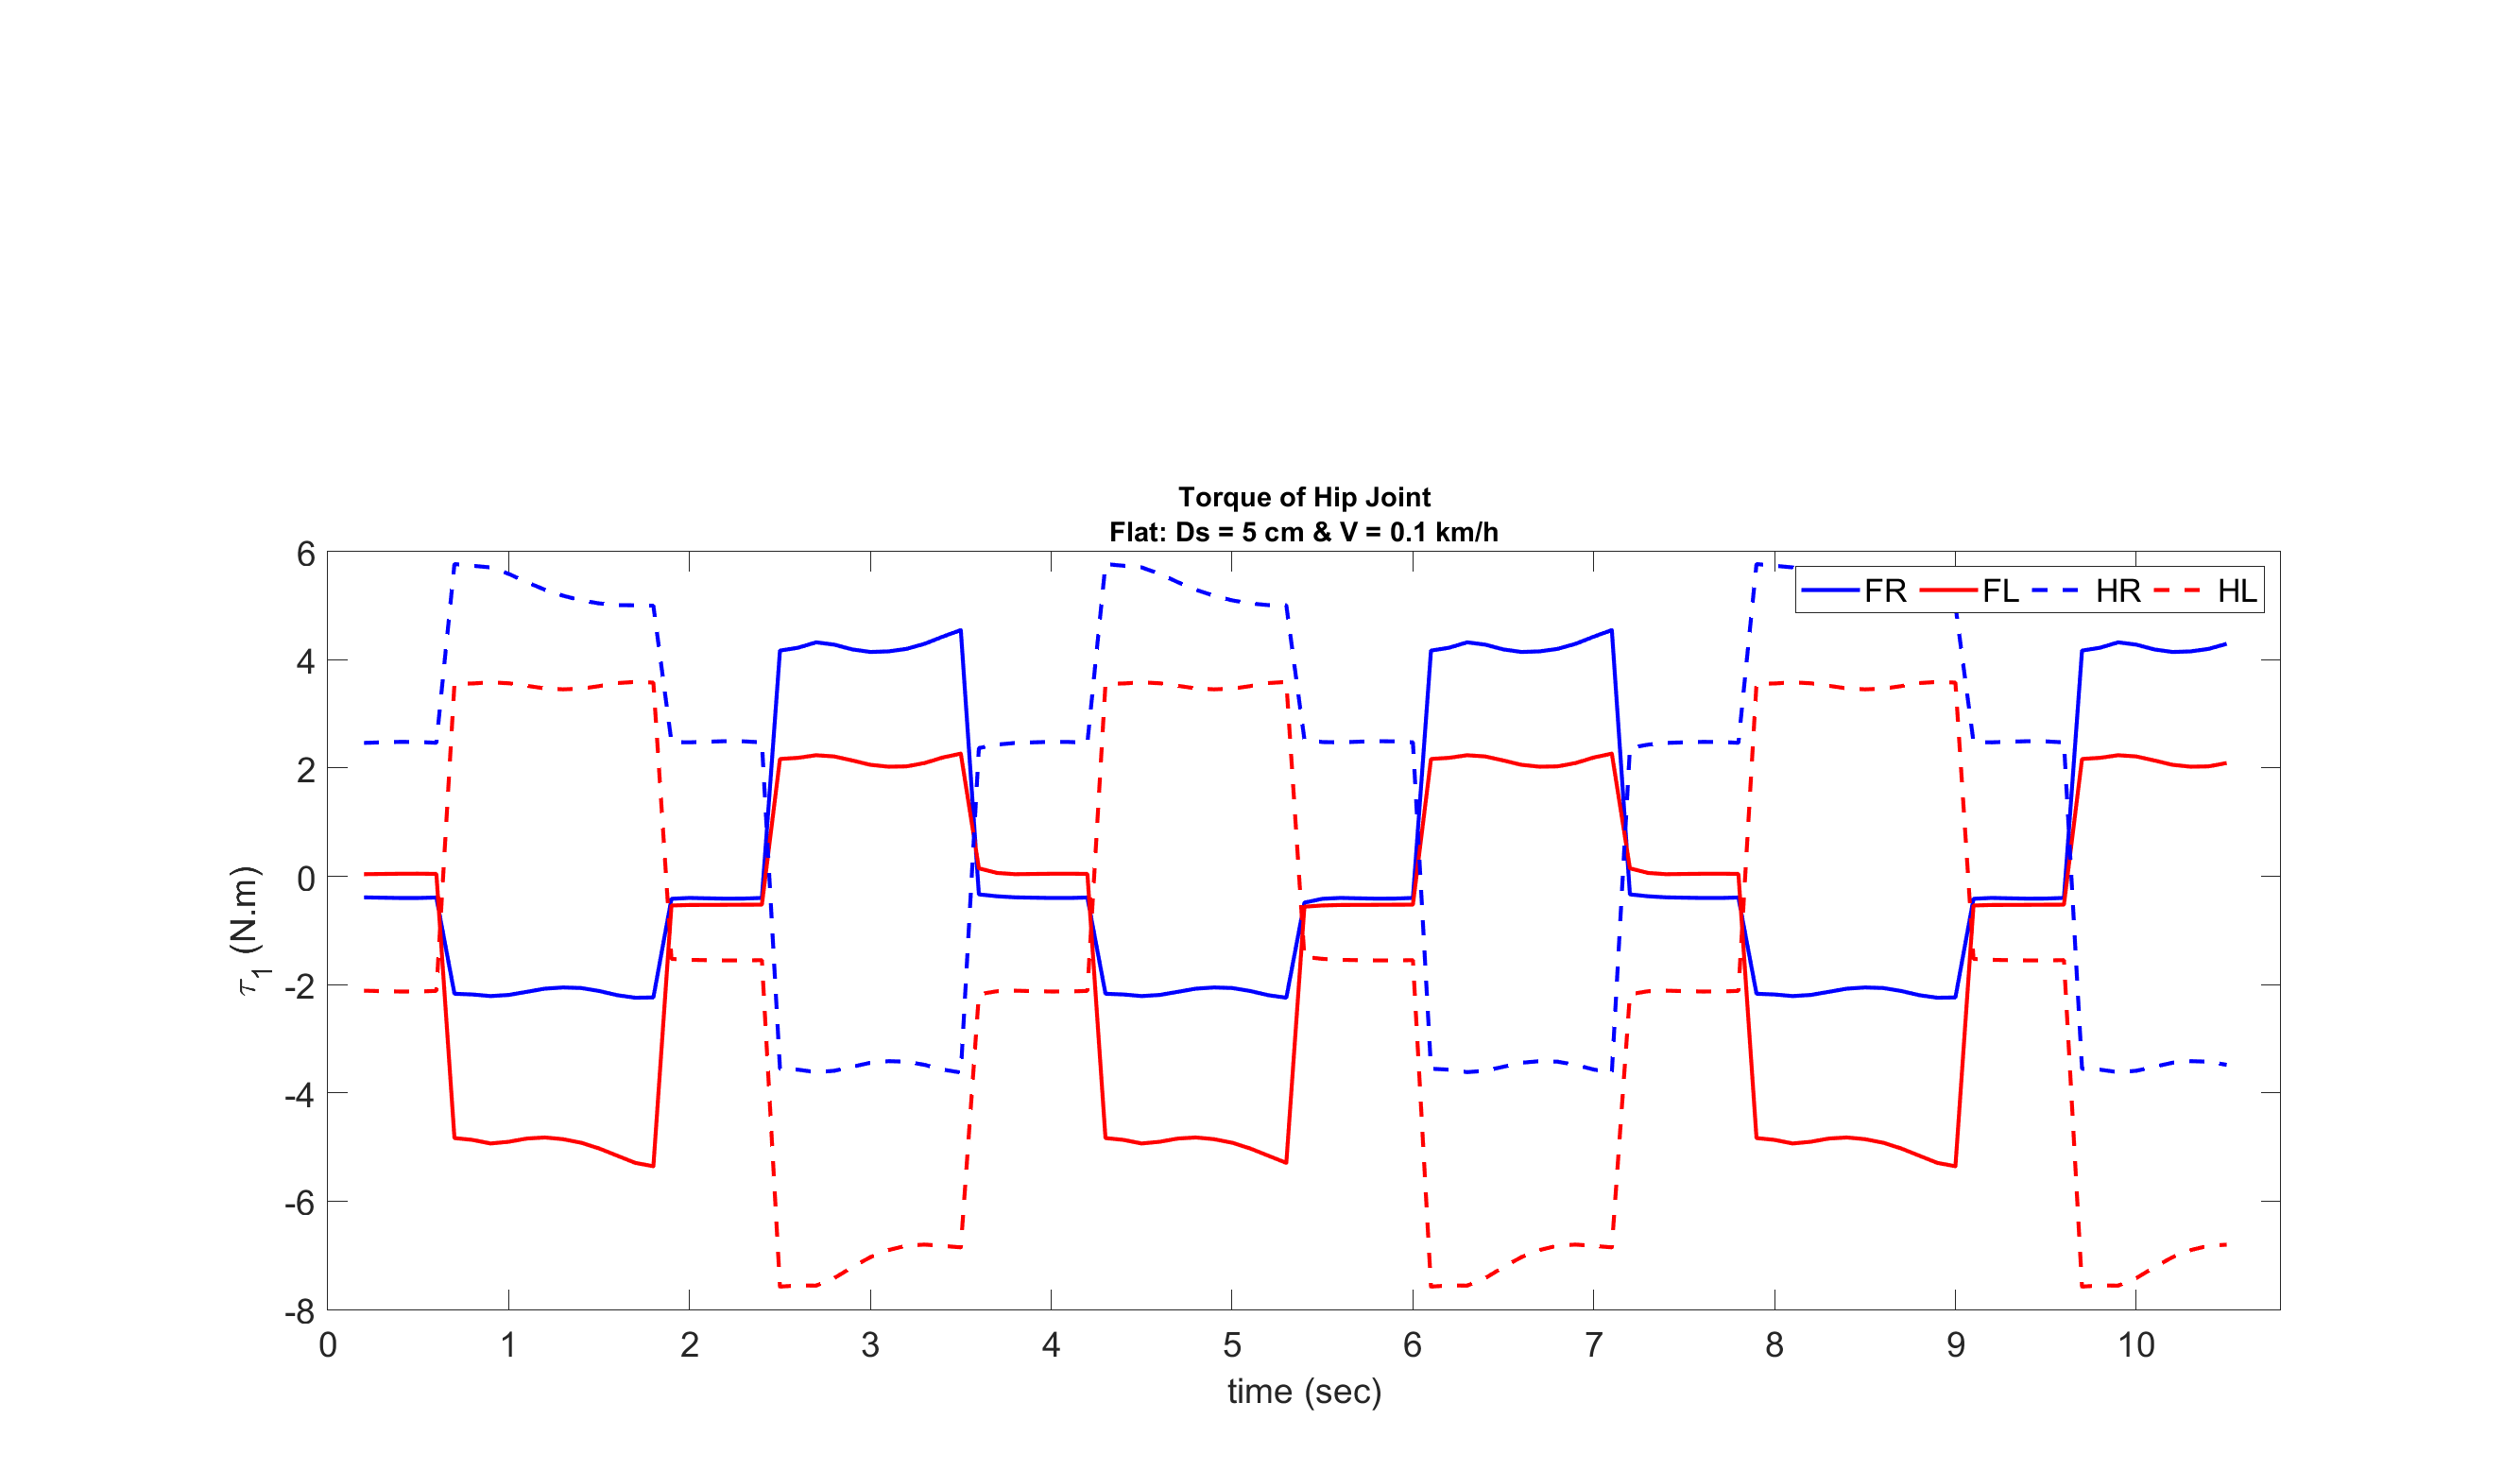 Torque of Hip Joint
Flat: Ds = 5 cm & V = 0.1 km/h
6
4
2
0
-2
-4
-6
-8
τ1 (N.m)
FR FL HR HL
0 1 2 3 4 5 6 7 8 9 10
time (sec)